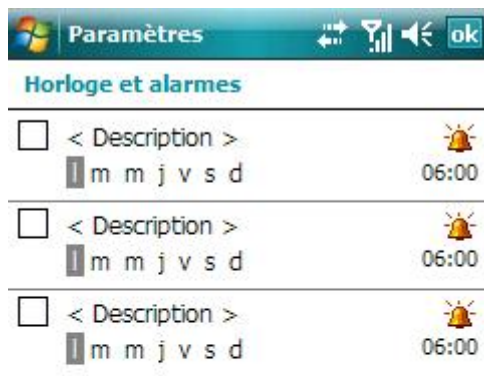 Paramètres ok
Horloge et alarmes
< Description >
l m m j v s d 06:00
< Description >
l m m j v s d 06:00
< Description >
l m m j v s d 06:00